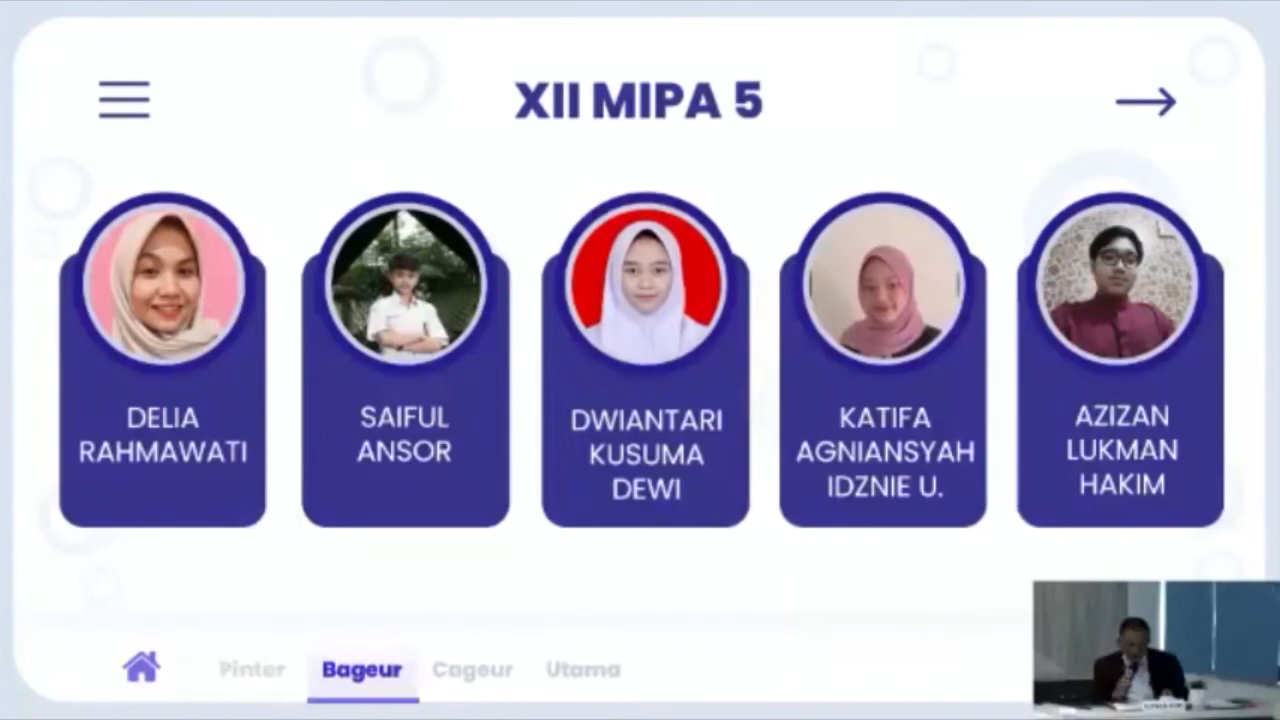 XII MIPA 5
DELIA
RAHMAWATI
SAIFUL
ANSOR
DWIANTARI
KUSUMA
DEWI
KATIFA
AGNIANSYAH
IDZNIE U.
AZIZAN
LUKMAN
HAKIM
Pinter Bageur Cageur Utama